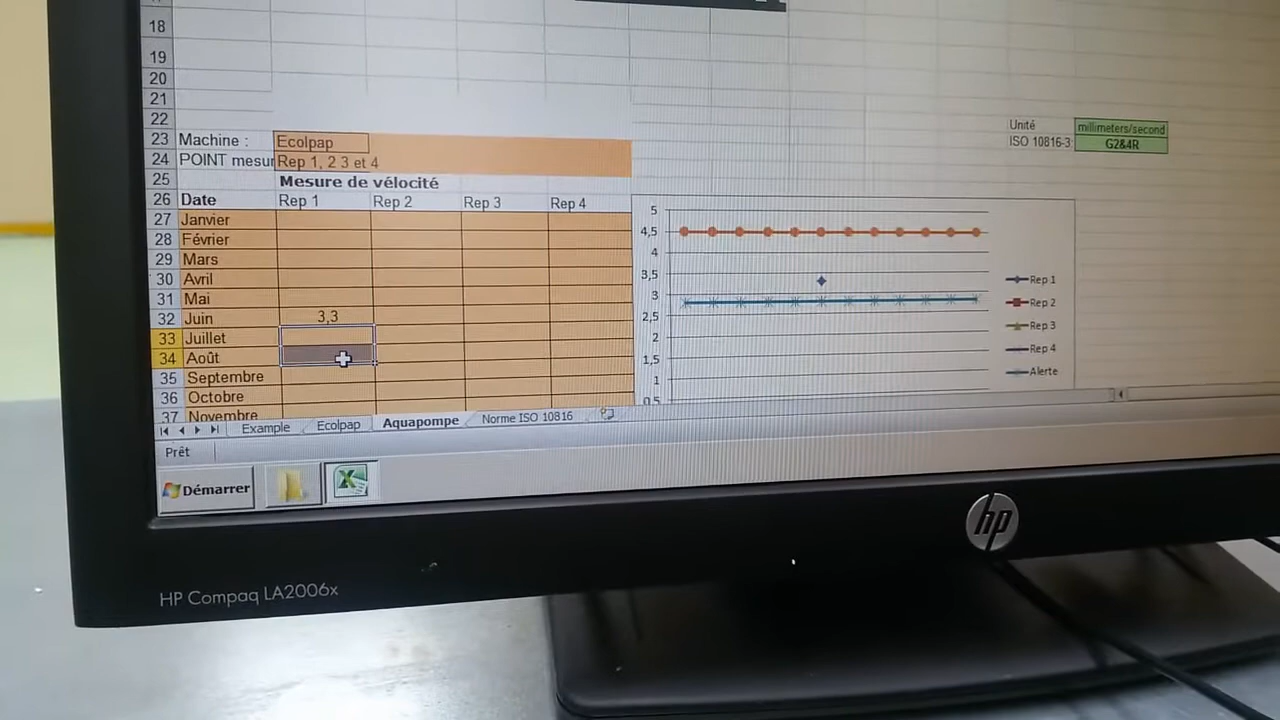 18
19
20
21
22
23 Machine : Ecolpap
24 POINT mesur Rep 1, 2 3 et 4
25 Mesure de vélocité
26 Date Rep 1 Rep 2 Rep 3 Rep 4
27 Janvier
28 Février
29 Mars
30 Avril
31 Mai
32 Juin 3,3
33 Juillet
34 Août
35 Septembre
36 Octobre
37 Novembre
Unité millimeters/second
ISO 10816-3: G2&4R
5
4,5
4
3,5
3
2,5
2
1,5
1
0,5
Rep 1
Rep 2
Rep 3
Rep 4
Alerte
Example Ecolpap Aquapompe Norme ISO 10816
Prêt
Démarrer
hp
HP Compaq LA2006x